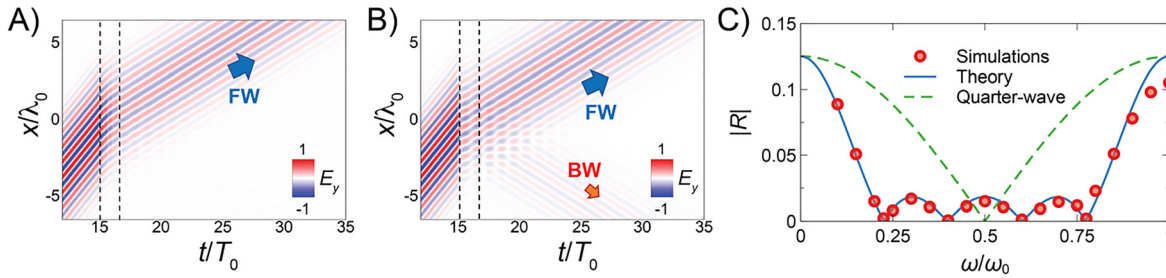 A)
x/λ0
5
0
-5
FW
1
Ey
-1
15 20 25 30 35
t/T0
B)
x/λ0
5
0
-5
FW
BW
1
Ey
-1
15 20 25 30 35
t/T0
C)
|R|
0.15
0.1
0.05
0
Simulations
Theory
Quarter-wave
0 0.25 0.5 0.75 1
ω/ω0